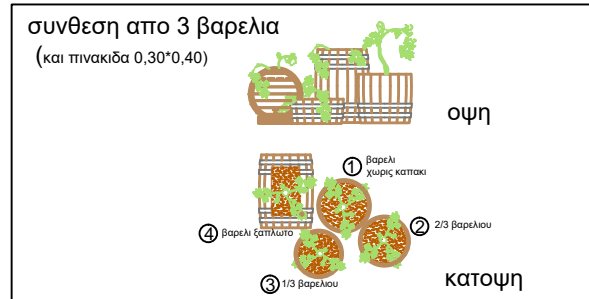 συνθεση απο 3 βαρελια
(και πινακιδα 0,30*0,40)
οψη
1 βαρελι
χωρις καπακι
2 2/3 βαρελιου
4 βαρελι ξαπλωτο
3 1/3 βαρελιου
κατοψη